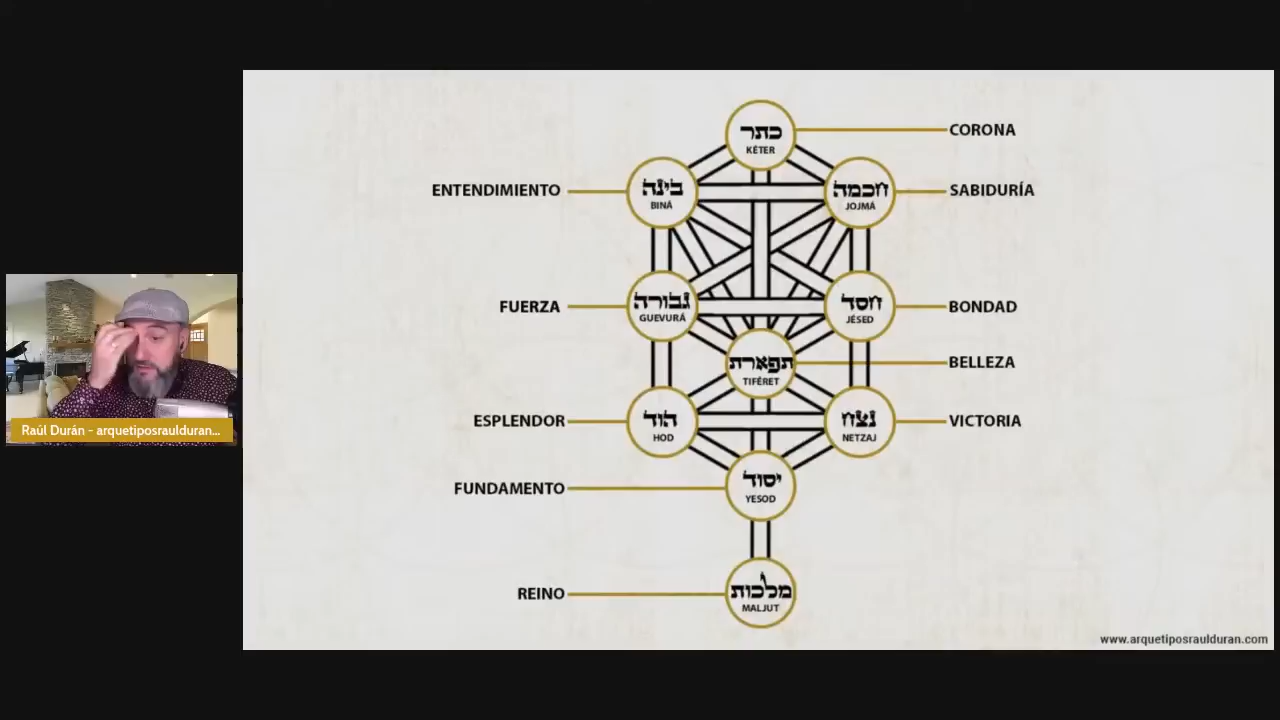 כתר
KÉTER
CORONA
ENTENDIMIENTO
בינה
BINÁ
חכמה
JOJMÁ
SABIDURÍA
FUERZA
גבורה
GUEVURÁ
חסד
JÉSED
BONDAD
תפארת
TIFÉRET
BELLEZA
ESPLENDOR
הוד
HOD
נצח
NETZAJ
VICTORIA
FUNDAMENTO
יסוד
YESOD
REINO
מלכות
MALJUT
Raúl Durán - arquetiposraulduran...
www.arquetiposraulduran.com